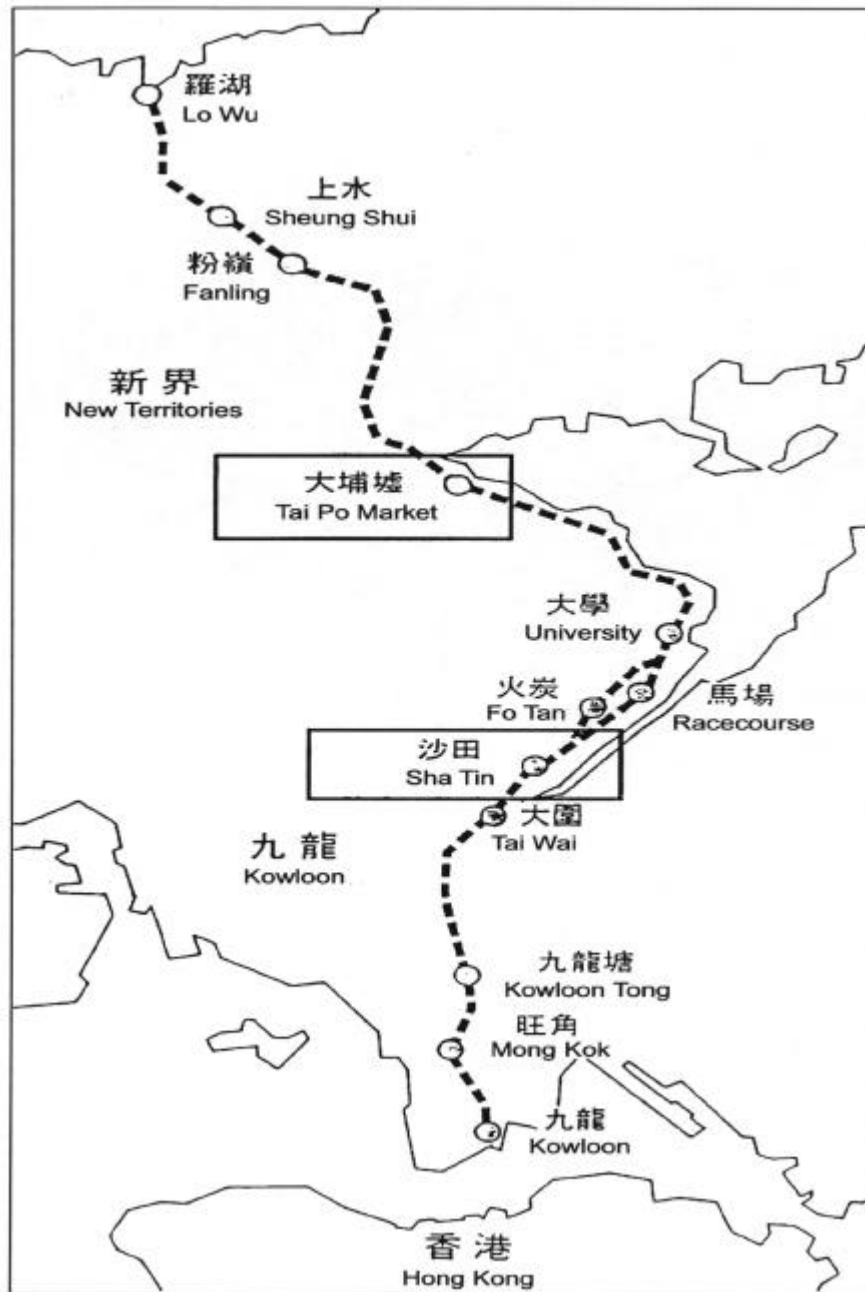 羅湖
Lo Wu
上水
Sheung Shui
粉嶺
Fanling
新界
New Territories
大埔墟
Tai Po Market
大學
University
火炭
Fo Tan
馬場
Racecourse
沙田
Sha Tin
大圍
Tai Wai
九龍
Kowloon
九龍塘
Kowloon Tong
旺角
Mong Kok
九龍
Kowloon
香港
Hong Kong